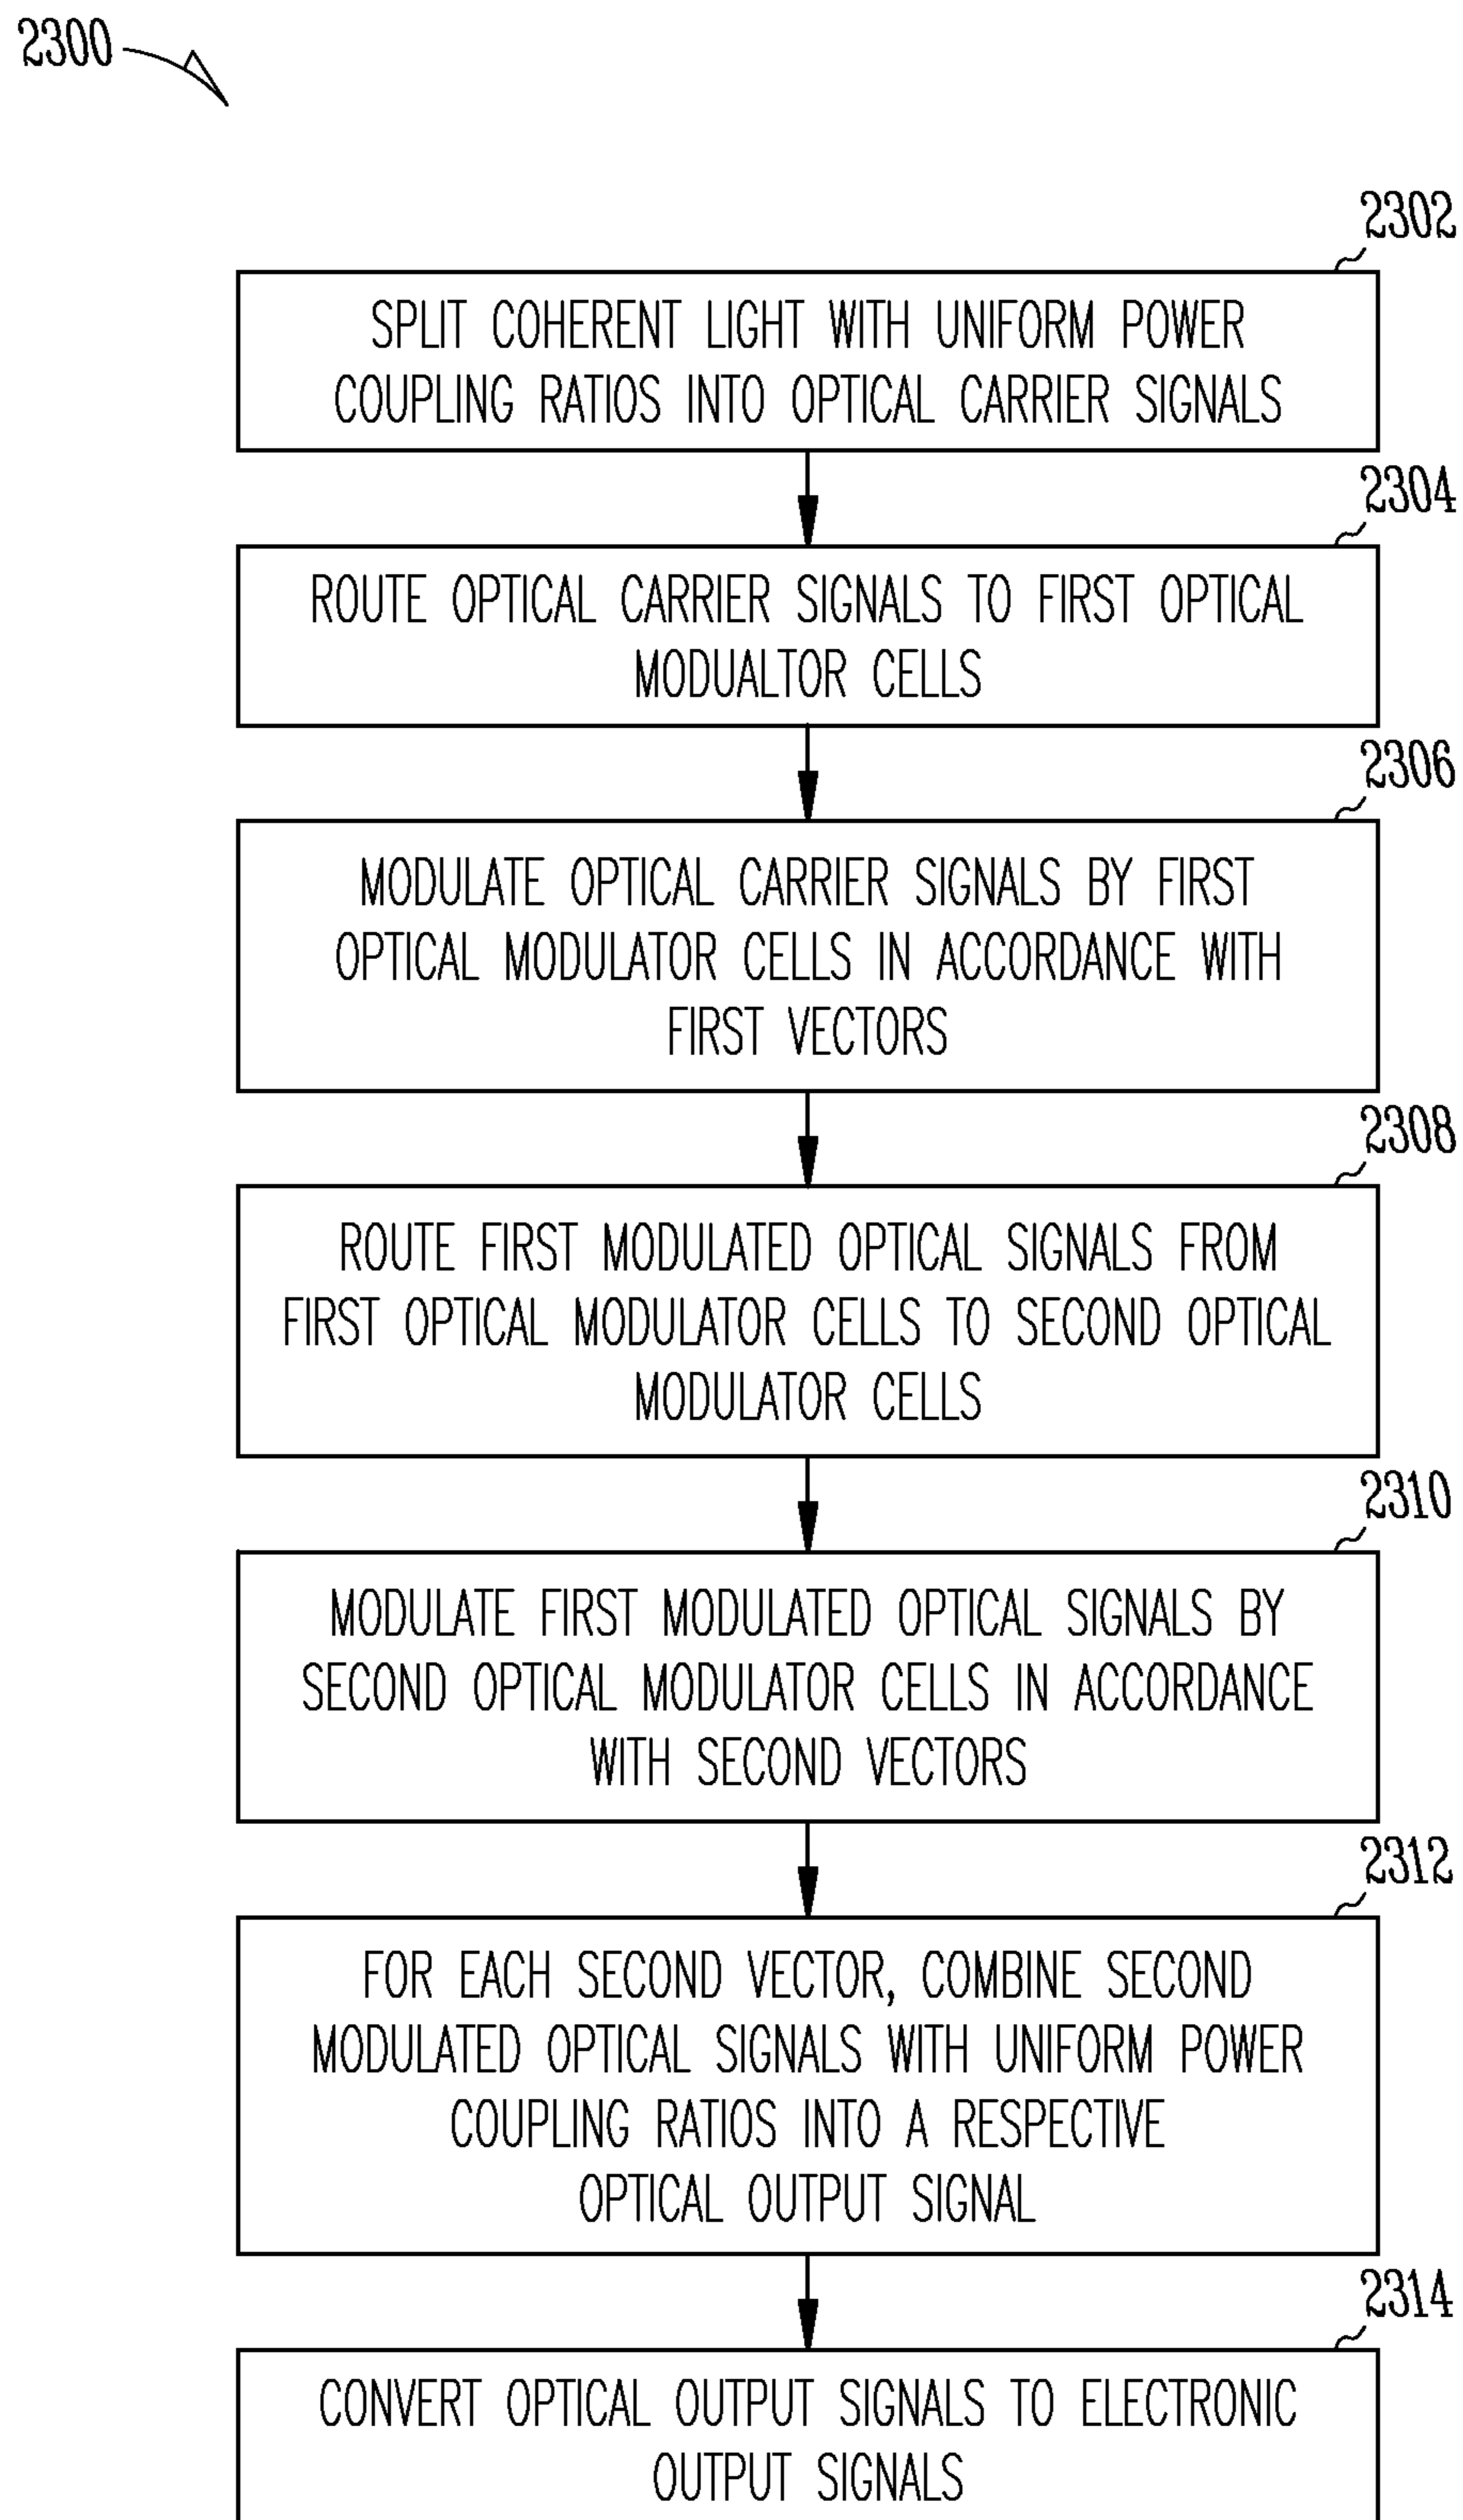 2300
2302
SPLIT COHERENT LIGHT WITH UNIFORM POWER
COUPLING RATIOS INTO OPTICAL CARRIER SIGNALS
2304
ROUTE OPTICAL CARRIER SIGNALS TO FIRST OPTICAL
MODUALTOR CELLS
2306
MODULATE OPTICAL CARRIER SIGNALS BY FIRST
OPTICAL MODULATOR CELLS IN ACCORDANCE WITH
FIRST VECTORS
2308
ROUTE FIRST MODULATED OPTICAL SIGNALS FROM
FIRST OPTICAL MODULATOR CELLS TO SECOND OPTICAL
MODULATOR CELLS
2310
MODULATE FIRST MODULATED OPTICAL SIGNALS BY
SECOND OPTICAL MODULATOR CELLS IN ACCORDANCE
WITH SECOND VECTORS
2312
FOR EACH SECOND VECTOR, COMBINE SECOND
MODULATED OPTICAL SIGNALS WITH UNIFORM POWER
COUPLING RATIOS INTO A RESPECTIVE
OPTICAL OUTPUT SIGNAL
2314
CONVERT OPTICAL OUTPUT SIGNALS TO ELECTRONIC
OUTPUT SIGNALS